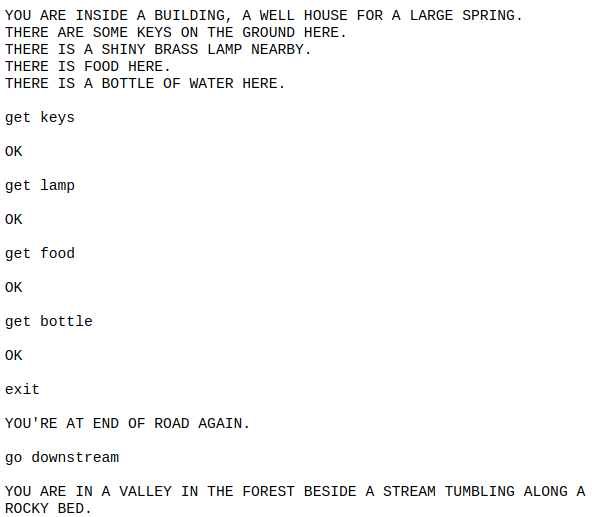 YOU ARE INSIDE A BUILDING, A WELL HOUSE FOR A LARGE SPRING.
THERE ARE SOME KEYS ON THE GROUND HERE.
THERE IS A SHINY BRASS LAMP NEARBY.
THERE IS FOOD HERE.
THERE IS A BOTTLE OF WATER HERE.
get keys
OK
get lamp
OK
get food
OK
get bottle
OK
exit
YOU'RE AT END OF ROAD AGAIN.
go downstream
YOU ARE IN A VALLEY IN THE FOREST BESIDE A STREAM TUMBLING ALONG A
ROCKY BED.